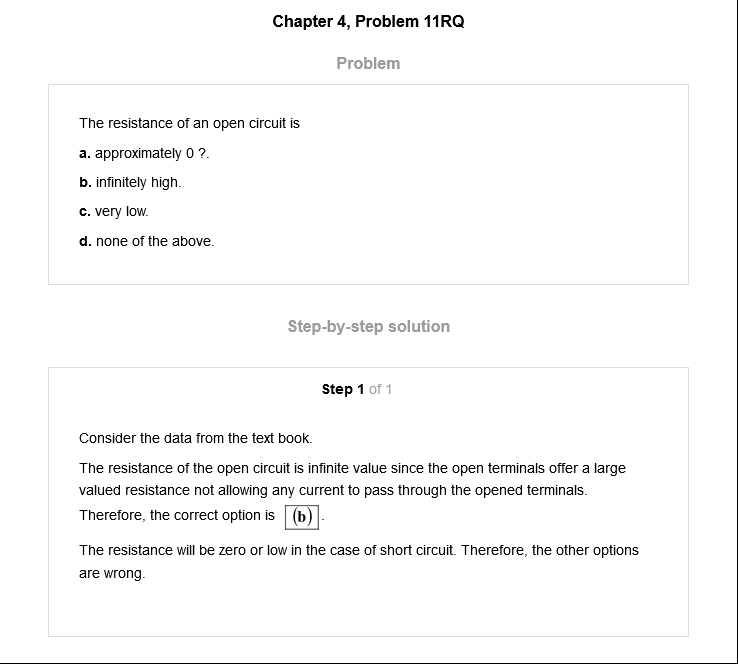 Chapter 4, Problem 11RQ
Problem
The resistance of an open circuit is
a. approximately 0 ?.
b. infinitely high.
c. very low.
d. none of the above.
Step-by-step solution
Step 1 of 1
Consider the data from the text book.
The resistance of the open circuit is infinite value since the open terminals offer a large
valued resistance not allowing any current to pass through the opened terminals.
Therefore, the correct option is (b).
The resistance will be zero or low in the case of short circuit. Therefore, the other options
are wrong.